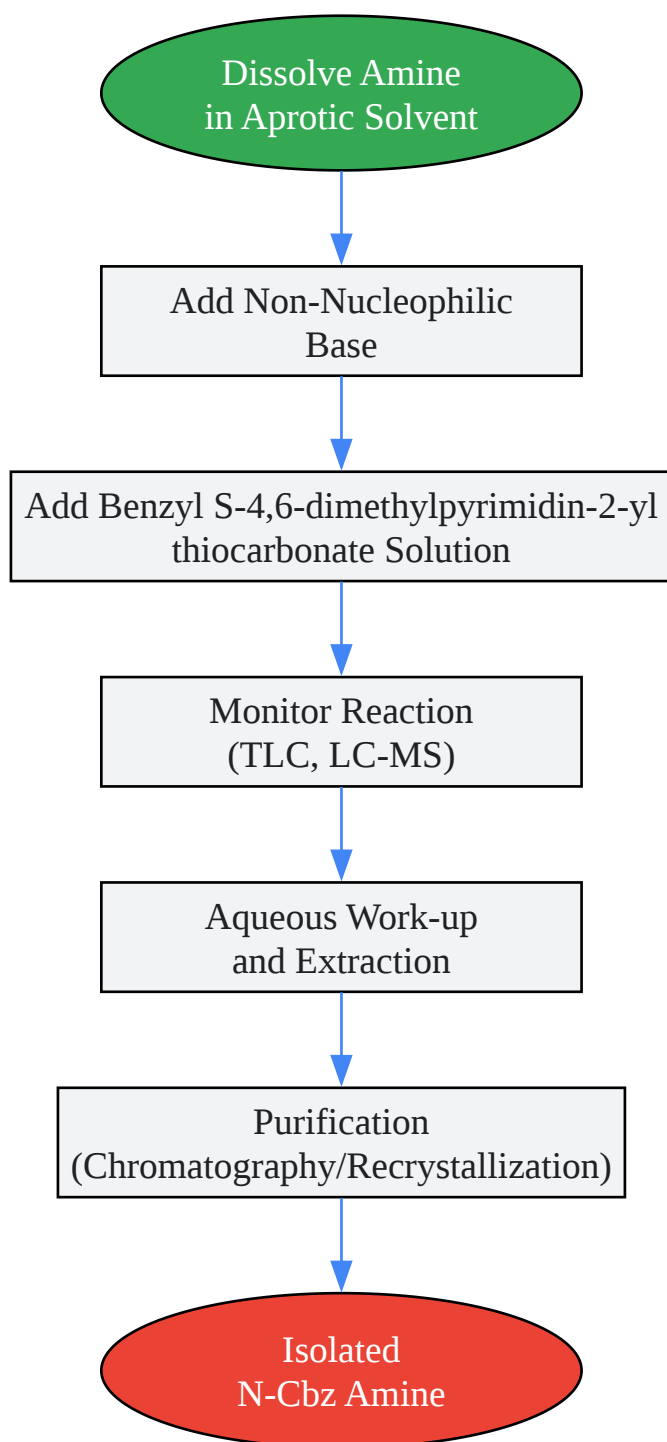 Dissolve Amine
in Aprotic Solvent
Add Non-Nucleophilic
Base
Add Benzyl S-4,6-dimethylpyrimidin-2-yl
thiocarbonate Solution
Monitor Reaction
(TLC, LC-MS)
Aqueous Work-up
and Extraction
Purification
(Chromatography/Recrystallization)
Isolated
N-Cbz Amine